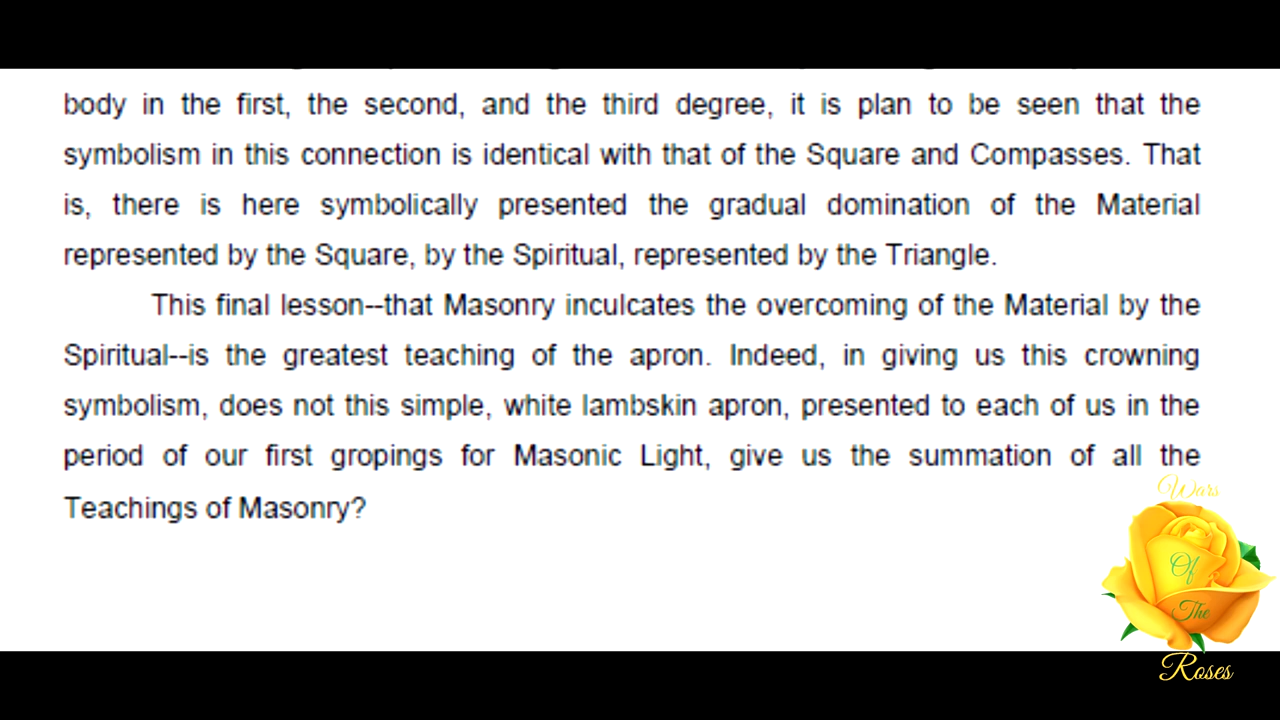 body in the first, the second, and the third degree, it is plan to be seen that the
symbolism in this connection is identical with that of the Square and Compasses. That
is, there is here symbolically presented the gradual domination of the Material
represented by the Square, by the Spiritual, represented by the Triangle.
This final lesson--that Masonry inculcates the overcoming of the Material by the
Spiritual--is the greatest teaching of the apron. Indeed, in giving us this crowning
symbolism, does not this simple, white lambskin apron, presented to each of us in the
period of our first gropings for Masonic Light, give us the summation of all the
Teachings of Masonry?
Wars
Of
The
Roses